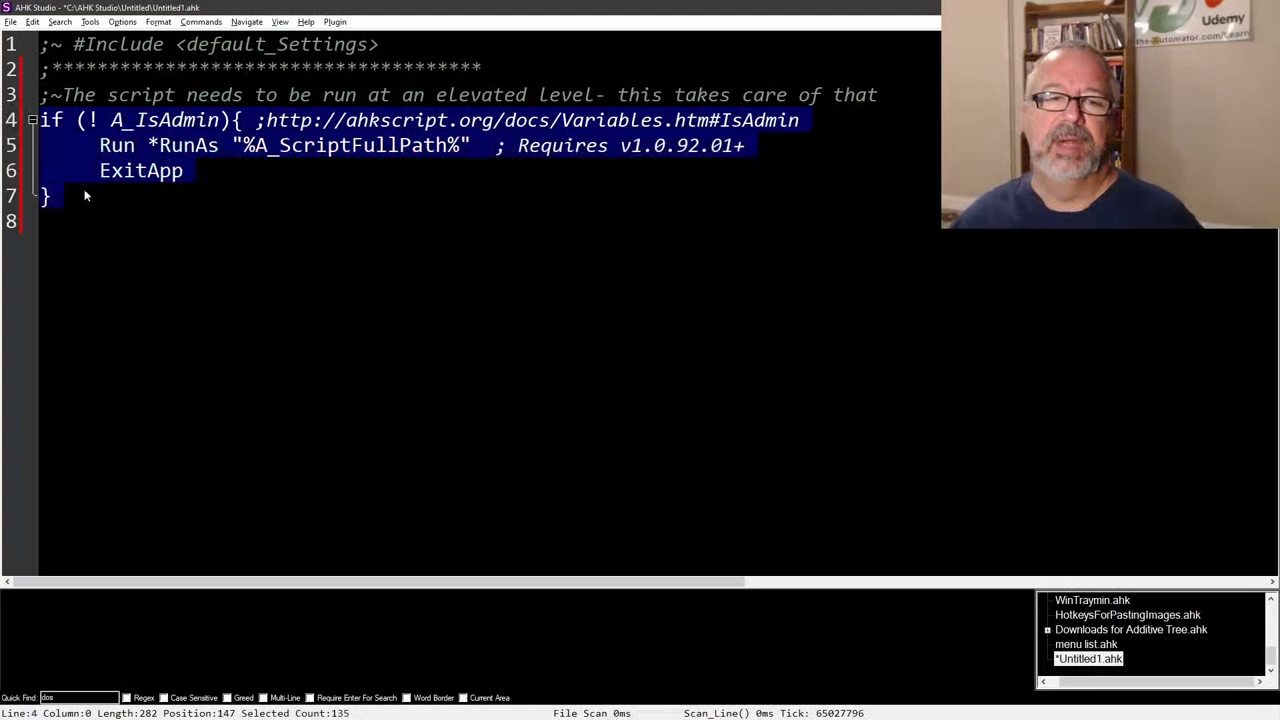 AHK Studio - *C:\AHK Studio\Untitled\Untitled1.ahk
File Edit Tools Options Format Commands Navigate View Help Plugin
1 ;~ #Include <default_Settings>
2 ;**************************************
3 ;~The script needs to be run at an elevated level- this takes care of that
4 if (! A_IsAdmin){ ;http://ahkscript.org/docs/Variables.htm#IsAdmin
5 Run *RunAs "%A_ScriptFullPath%" ; Requires v1.0.92.01+
6 ExitApp
7 }
8
Udemy
the-Automator.com/Learn
WinTraymin.ahk
HotkeysForPastingImages.ahk
Downloads for Additive Tree.ahk
menu list.ahk
*Untitled1.ahk
Quick Find: dos Regex Case Sensitive Greed Multi-Line Require Enter For Search Word Border Current Area
Line:4 Column:0 Length:282 Position:147 Selected Count:135 File Scan 0ms Scan_Line() 0ms Tick: 65027796